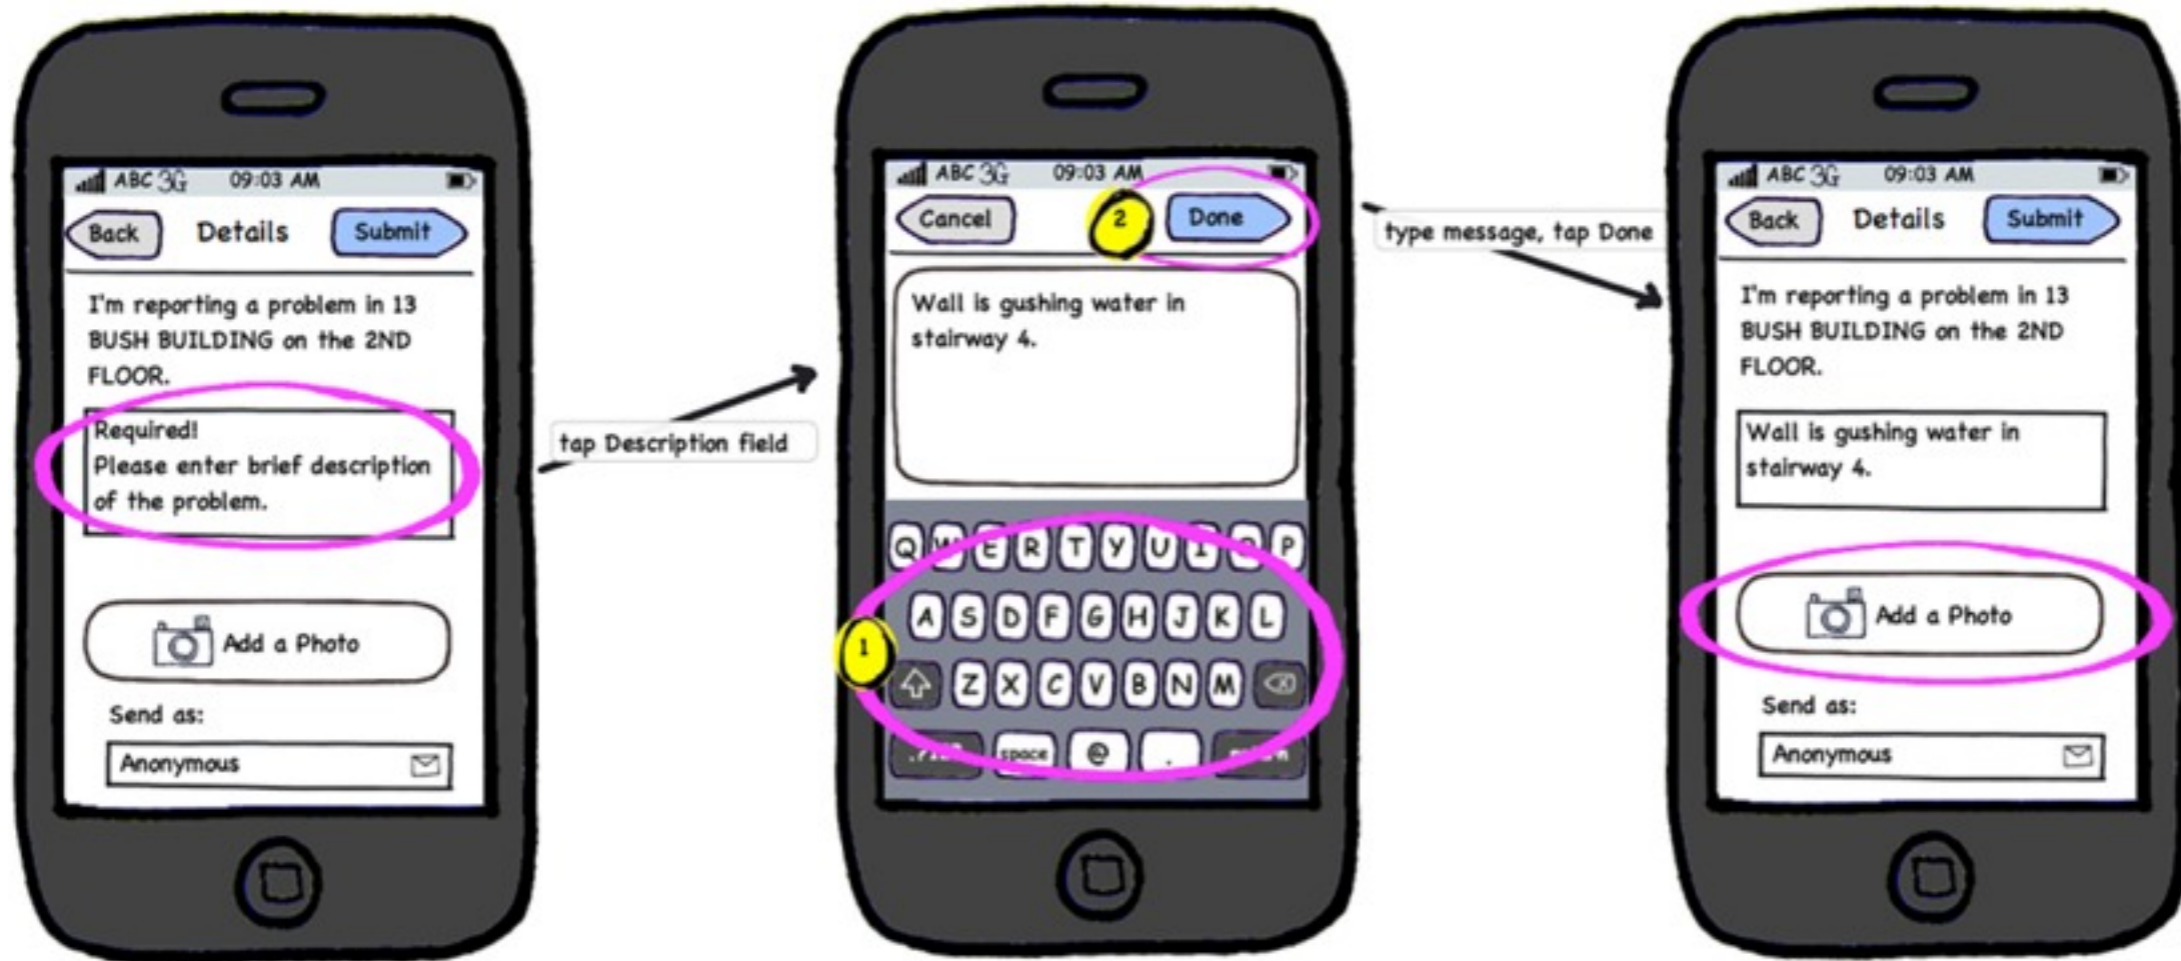 ABC 3G 09:03 AM
Back Details Submit
I'm reporting a problem in 13
BUSH BUILDING on the 2ND
FLOOR.
Required!
Please enter brief description
of the problem.
Add a Photo
Send as:
Anonymous
tap Description field
ABC 3G 09:03 AM
Cancel 2 Done
Wall is gushing water in
stairway 4.
Q W E R T Y U I O P
A S D F G H J K L
1
Z X C V B N M
space @ .
type message, tap Done
ABC 3G 09:03 AM
Back Details Submit
I'm reporting a problem in 13
BUSH BUILDING on the 2ND
FLOOR.
Wall is gushing water in
stairway 4.
Add a Photo
Send as:
Anonymous